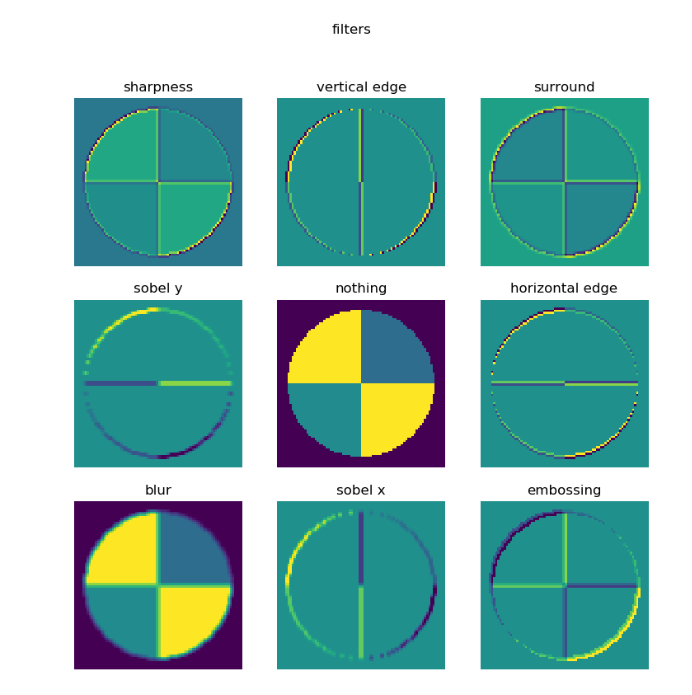 filters
sharpness
vertical edge
surround
sobel y
nothing
horizontal edge
blur
sobel x
embossing